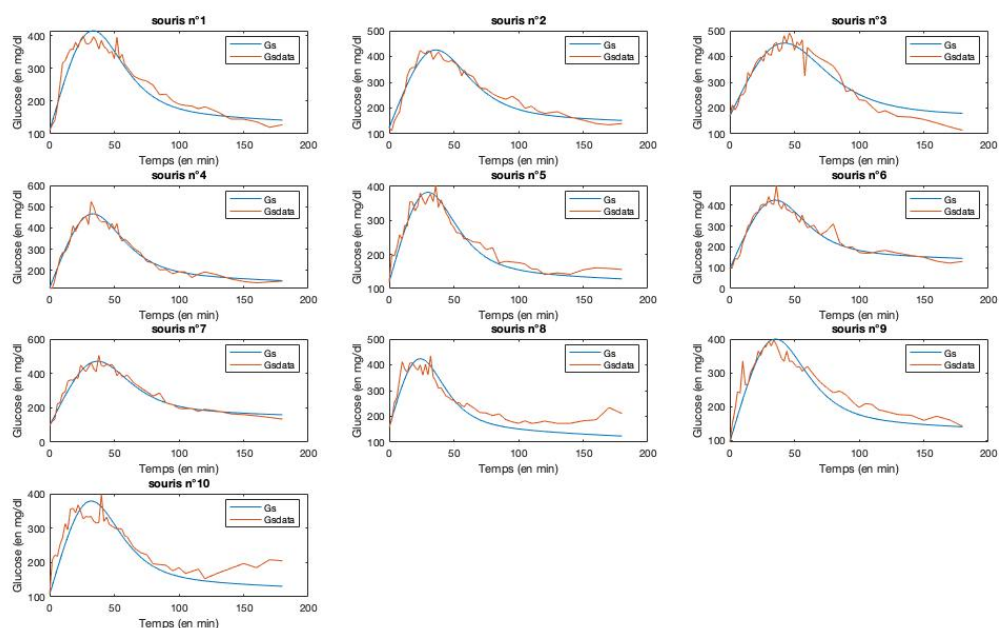 souris n°1
Glucose (en mg/dl)
400
300
200
100
0
50
100
150
200
Temps (en min)
Gs
Gsdata
souris n°2
Glucose (en mg/dl)
500
400
300
200
100
0
50
100
150
200
Temps (en min)
Gs
Gsdata
souris n°3
Glucose (en mg/dl)
500
400
300
200
100
0
50
100
150
200
Temps (en min)
Gs
Gsdata
souris n°4
Glucose (en mg/dl)
600
500
400
300
200
0
50
100
150
200
Temps (en min)
Gs
Gsdata
souris n°5
Glucose (en mg/dl)
400
300
200
100
0
50
100
150
200
Temps (en min)
Gs
Gsdata
souris n°6
Glucose (en mg/dl)
400
300
200
100
0
0
50
100
150
200
Temps (en min)
Gs
Gsdata
souris n°7
Glucose (en mg/dl)
600
400
200
0
0
50
100
150
200
Temps (en min)
Gs
Gsdata
souris n°8
Glucose (en mg/dl)
500
400
300
200
100
0
50
100
150
200
Temps (en min)
Gs
Gsdata
souris n°9
Glucose (en mg/dl)
400
300
200
100
0
50
100
150
200
Temps (en min)
Gs
Gsdata
souris n°10
Glucose (en mg/dl)
400
300
200
100
0
50
100
150
200
Temps (en min)
Gs
Gsdata